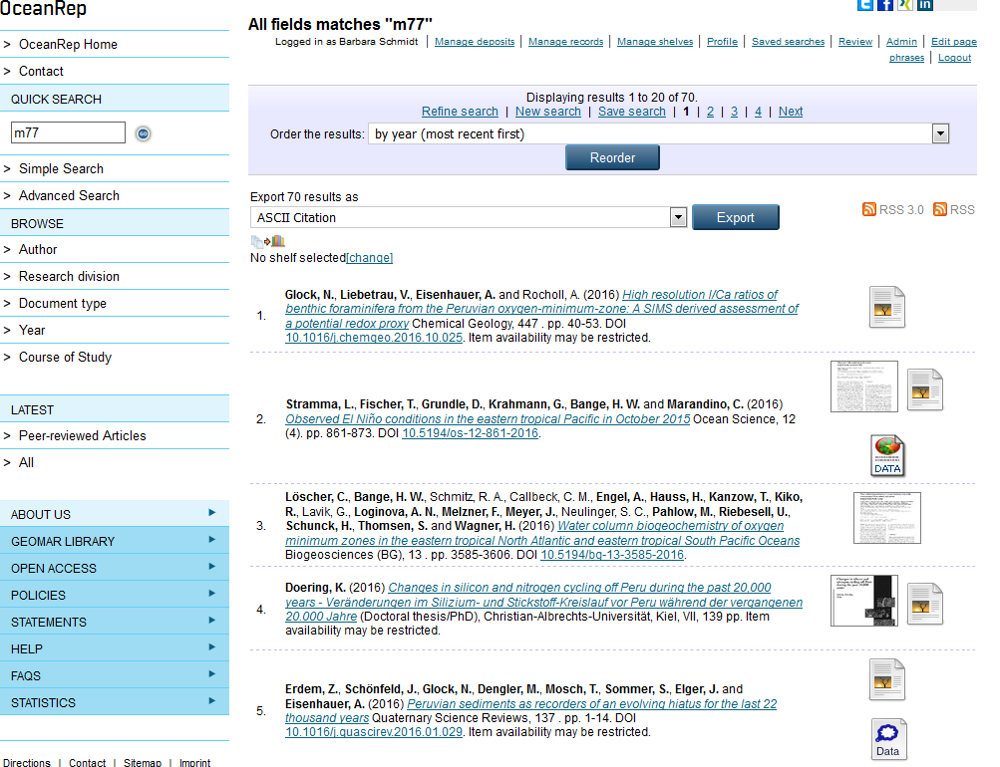 OceanRep
> OceanRep Home
> Contact
QUICK SEARCH
m77
GO
> Simple Search
> Advanced Search
BROWSE
> Author
> Research division
> Document type
> Year
> Course of Study
LATEST
> Peer-reviewed Articles
> All
ABOUT US
GEOMAR LIBRARY
OPEN ACCESS
POLICIES
STATEMENTS
HELP
FAQS
STATISTICS
Directions | Contact | Sitemap | Imprint
All fields matches "m77"
Logged in as Barbara Schmidt | Manage deposits | Manage records | Manage shelves | Profile | Saved searches | Review | Admin | Edit page
phrases | Logout
Displaying results 1 to 20 of 70.
Refine search | New search | Save search | 1 | 2 | 3 | 4 | Next
Order the results: by year (most recent first)
Reorder
Export 70 results as
ASCII Citation
Export
RSS 3.0 RSS
No shelf selected[change]
1.
Glock, N., Liebetrau, V., Eisenhauer, A. and Rocholl, A. (2016) High resolution I/Ca ratios of
benthic foraminifera from the Peruvian oxygen-minimum-zone: A SIMS derived assessment of
a potential redox proxy Chemical Geology, 447 . pp. 40-53. DOI
10.1016/j.chemgeo.2016.10.025. Item availability may be restricted.
2.
Stramma, L., Fischer, T., Grundle, D., Krahmann, G., Bange, H. W. and Marandino, C. (2016)
Observed El Niño conditions in the eastern tropical Pacific in October 2015 Ocean Science, 12
(4). pp. 861-873. DOI 10.5194/os-12-861-2016.
DATA
3.
Löscher, C., Bange, H. W., Schmitz, R. A., Callbeck, C. M., Engel, A., Hauss, H., Kanzow, T., Kiko,
R., Lavik, G., Loginova, A. N., Melzner, F., Meyer, J., Neulinger, S. C., Pahlow, M., Riebesell, U.,
Schunck, H., Thomsen, S. and Wagner, H. (2016) Water column biogeochemistry of oxygen
minimum zones in the eastern tropical North Atlantic and eastern tropical South Pacific Oceans
Biogeosciences (BG), 13 . pp. 3585-3606. DOI 10.5194/bg-13-3585-2016.
4.
Doering, K. (2016) Changes in silicon and nitrogen cycling off Peru during the past 20,000
years - Veränderungen im Silizium- und Stickstoff-Kreislauf vor Peru während der vergangenen
20.000 Jahre (Doctoral thesis/PhD), Christian-Albrechts-Universität, Kiel, VII, 139 pp. Item
availability may be restricted.
5.
Erdem, Z., Schönfeld, J., Glock, N., Dengler, M., Mosch, T., Sommer, S., Elger, J. and
Eisenhauer, A. (2016) Peruvian sediments as recorders of an evolving hiatus for the last 22
thousand years Quaternary Science Reviews, 137 . pp. 1-14. DOI
10.1016/j.quascirev.2016.01.029. Item availability may be restricted.
Data